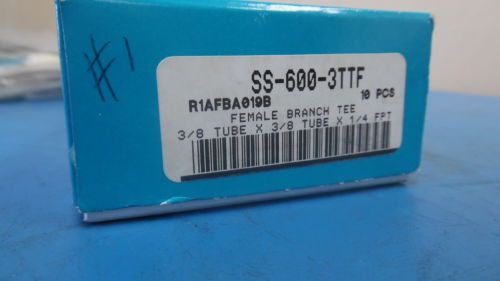 #1
SS-600-3TTF
R1AFBA019B 10 PCS
FEMALE BRANCH TEE
3/8 TUBE X 3/8 TUBE X 1/4 FPT